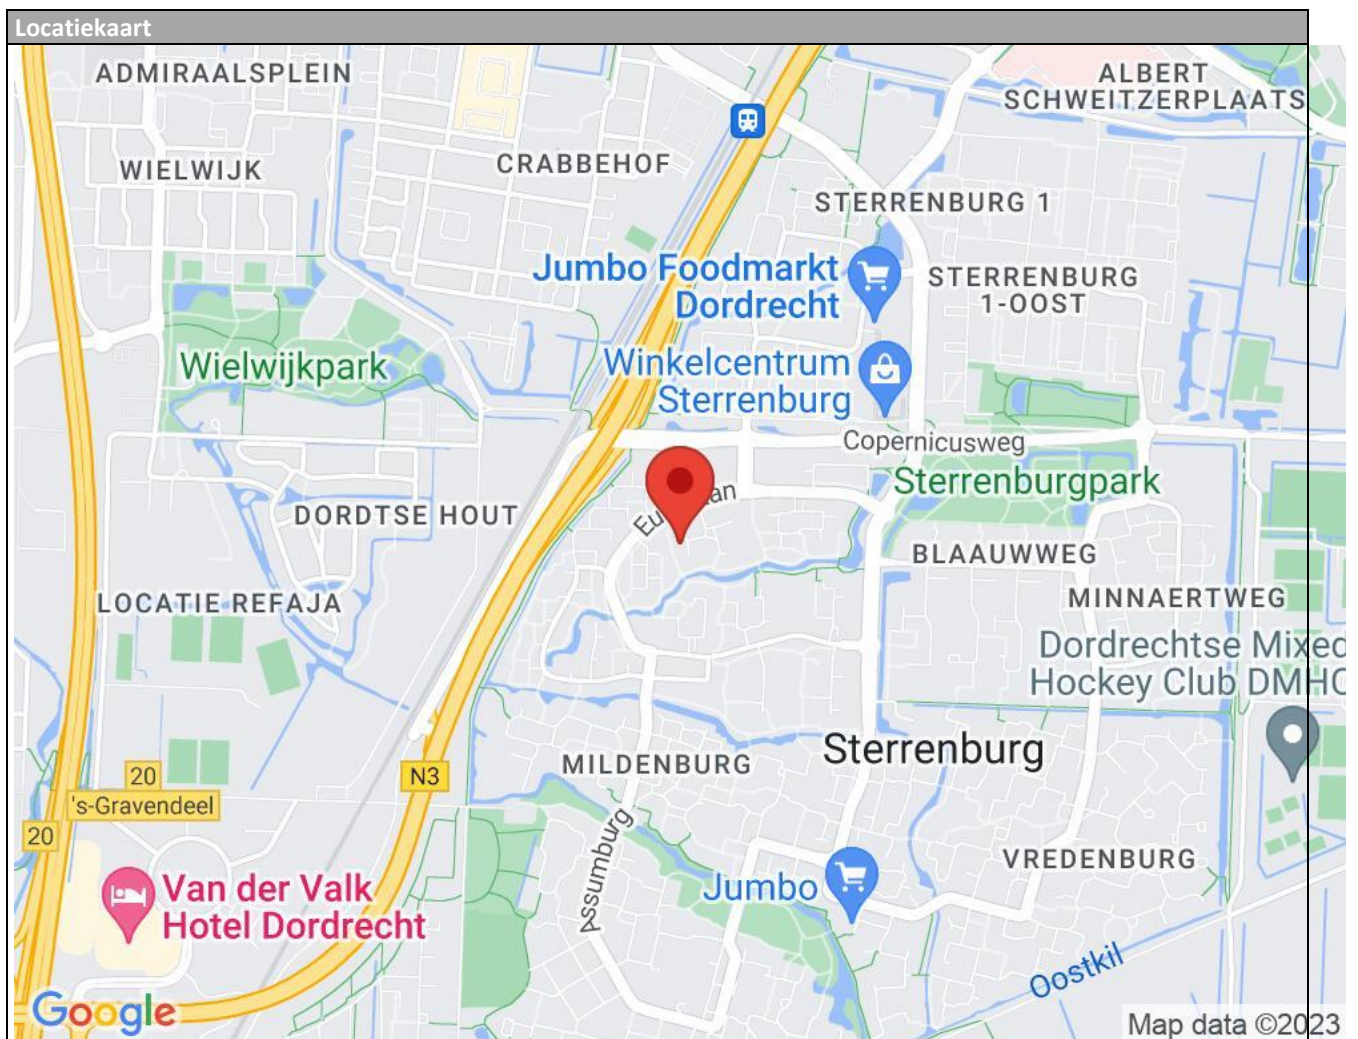 Locatiekaart
ADMIRAALSPLEIN
ALBERT
SCHWEITZERPLAATS
WIELWIJK
CRABBEHOF
STERRENBURG 1
Jumbo Foodmarkt
Dordrecht
STERRENBURG
1-OOST
Wielwijkpark
Winkelcentrum
Sterrenburg
Copernicusweg
Sterrenburgpark
DORDTSE HOUT
BLAAUWWEG
LOCATIE REFAJA
MINNAERTWEG
Dordrechtse Mixed
Hockey Club DMHC
Sterrenburg
MILDENBURG
N3
20
's-Gravendeel
20
Assumburg
VREDENBURG
Jumbo
Van der Valk
Hotel Dordrecht
Oostkil
Google
Map data ©2023